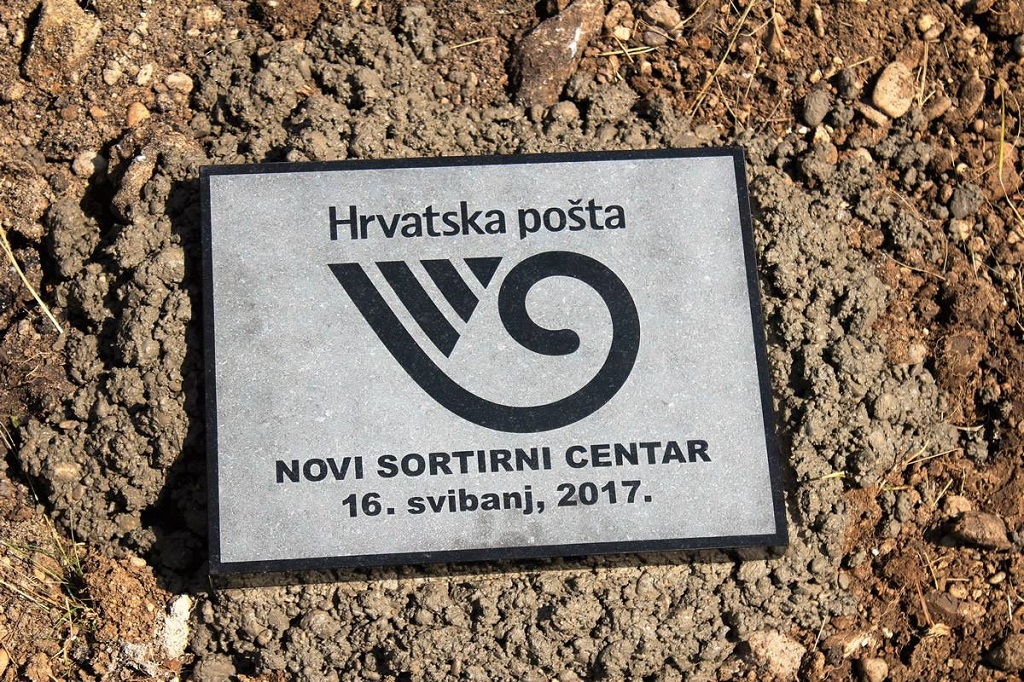 Hrvatska pošta
NOVI SORTIRNI CENTAR
16. svibanj, 2017.